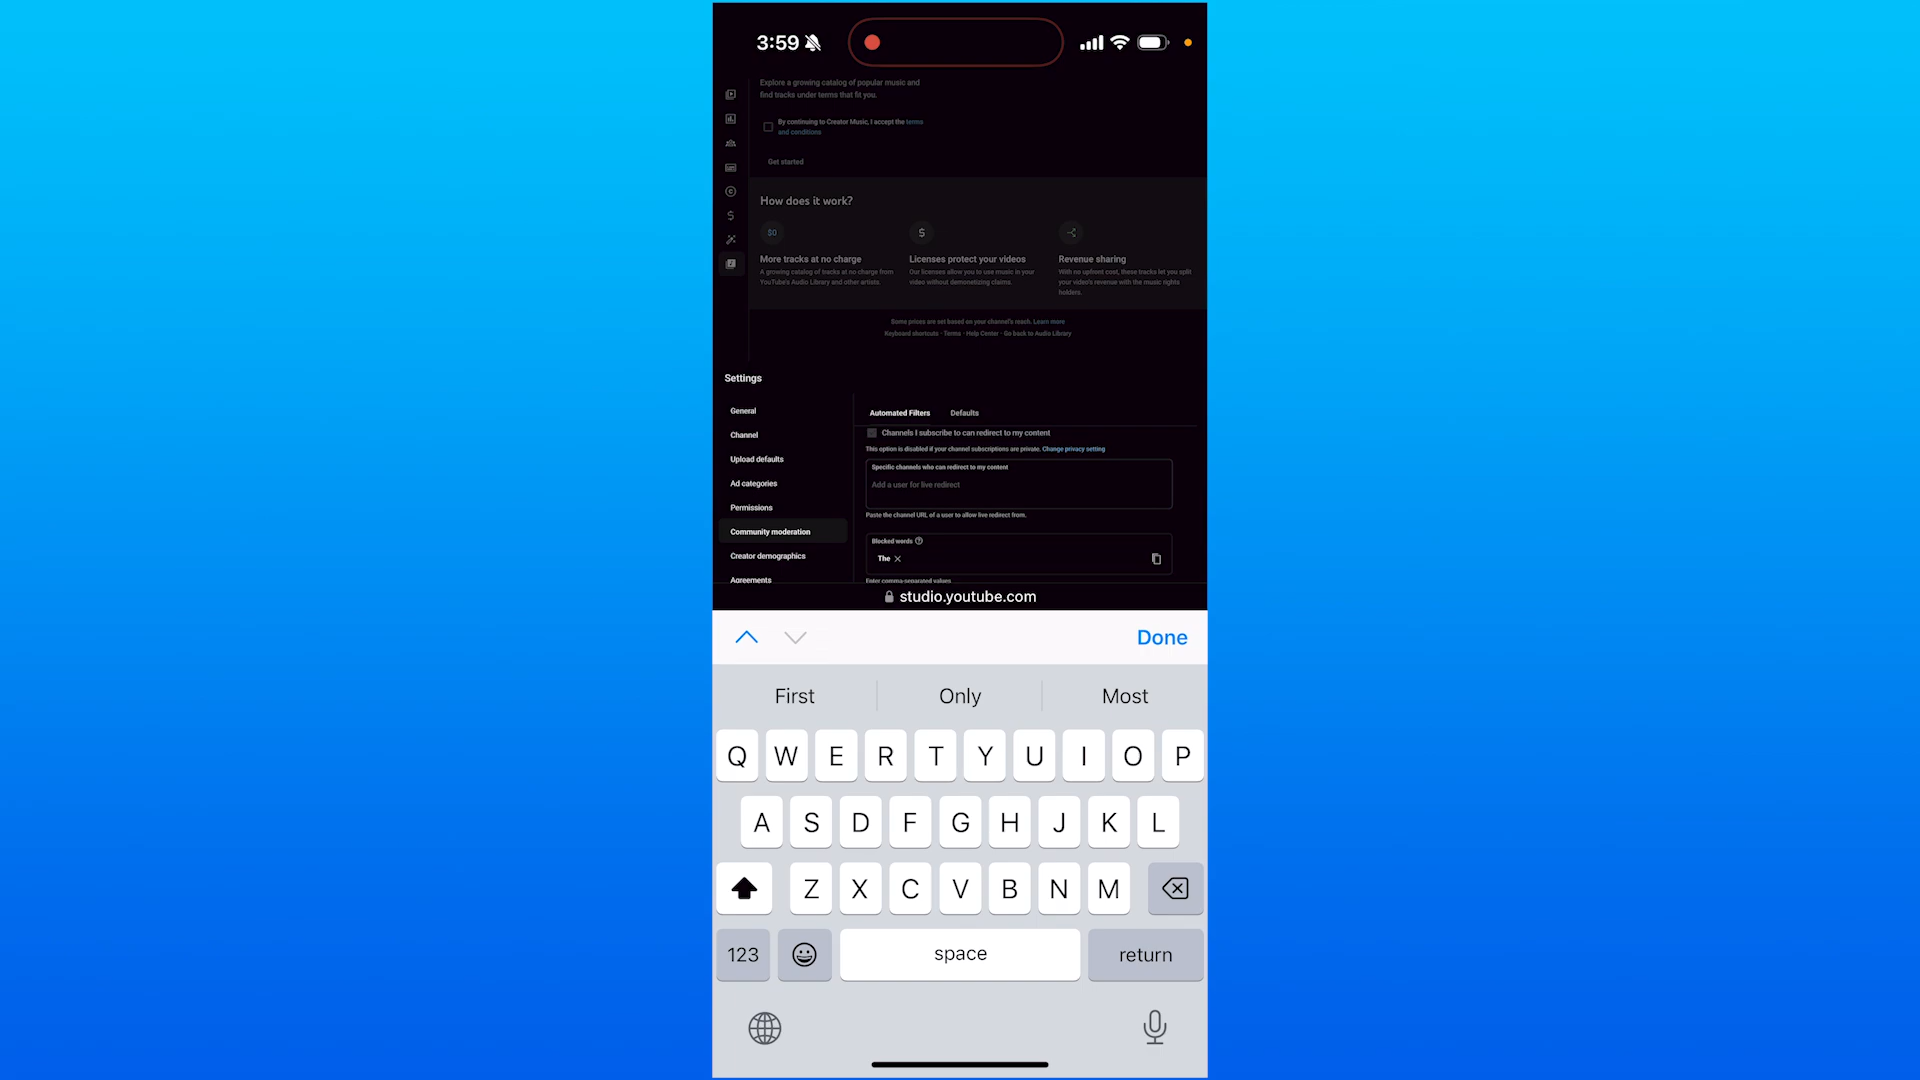 3:59
Explore a growing catalog of popular music and
find tracks under terms that fit you.
By continuing to Creator Music, I accept the terms
and conditions
Get started
How does it work?
$0
$
More tracks at no charge
A growing catalog of tracks at no charge from
YouTube's Audio Library and other artists
Licenses protect your videos
Our licenses allow you to use music in your
video without demonetizing claims.
Revenue sharing
With no upfront cost, these tracks let you split
your video's revenue with the music rights
holders.
Some prices are set based on your channel's reach. Learn more
Keyboard shortcuts · Terms · Help Center · Go back to Audio Library
Settings
General
Channel
Upload defaults
Ad categories
Permissions
Community moderation
Creator demographics
Agreements
Automated Filters Defaults
Channels I subscribe to can redirect to my content
This option is disabled if your channel subscriptions are private. Change privacy setting
Specific channels who can redirect to my content
Add a user for live redirect
Paste the channel URL of a user to allow live redirect from.
Blocked words
The
Enter comma-separated values
studio.youtube.com
Done
First Only Most
Q W E R T Y U I O P
A S D F G H J K L
Z X C V B N M
123 space return